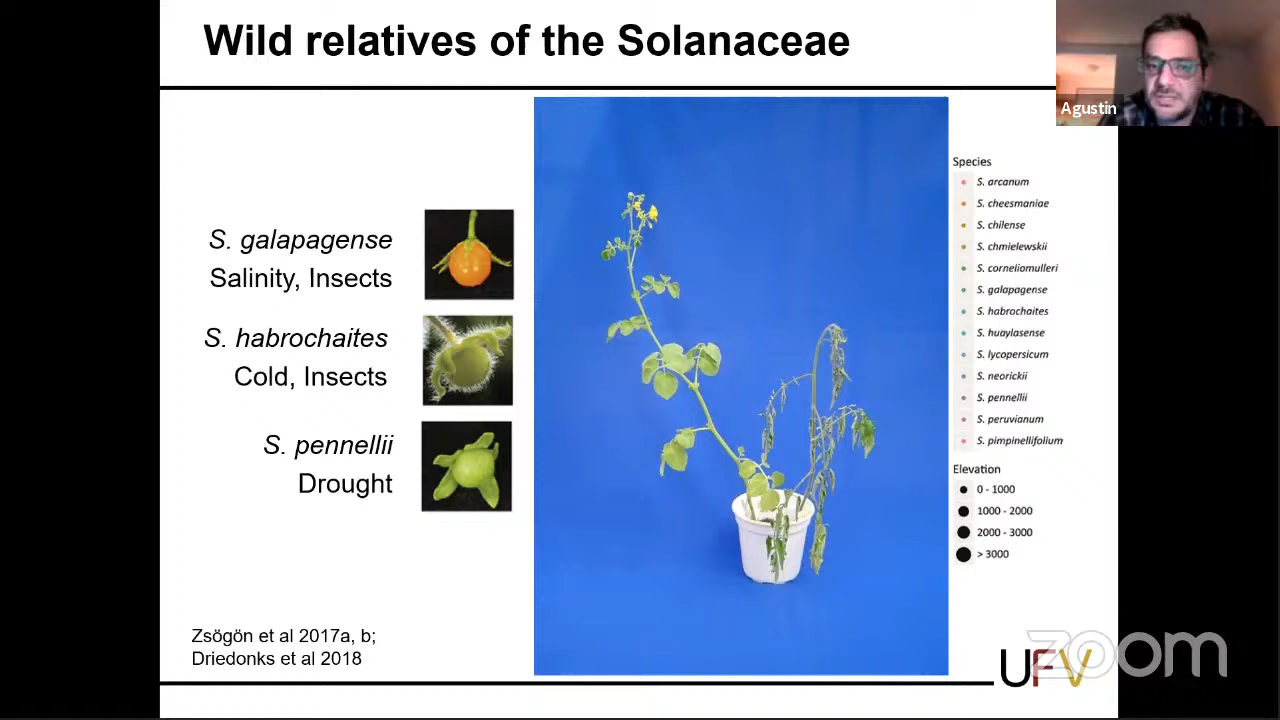 Wild relatives of the Solanaceae
Agustin
S. galapagense
Salinity, Insects
S. habrochaites
Cold, Insects
S. pennellii
Drought
Species
S. arcanum
S. cheesmaniae
S. chilense
S. chmielewskii
S. corneliomulleri
S. galapagense
S. habrochaites
S. huaylasense
S. lycopersicum
S. neorickii
S. pennellii
S. peruvianum
S. pimpinellifolium
Elevation
0 - 1000
1000 - 2000
2000 - 3000
> 3000
Zsögön et al 2017a, b;
Driedonks et al 2018
UFV
zoom